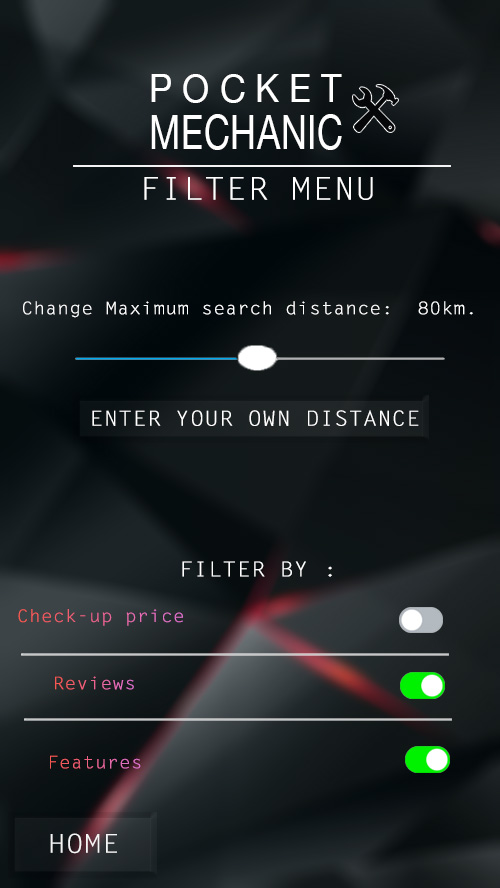 POCKET
MECHANIC
FILTER MENU
Change Maximum search distance: 80km.
ENTER YOUR OWN DISTANCE
FILTER BY :
Check-up price
Reviews
Features
HOME